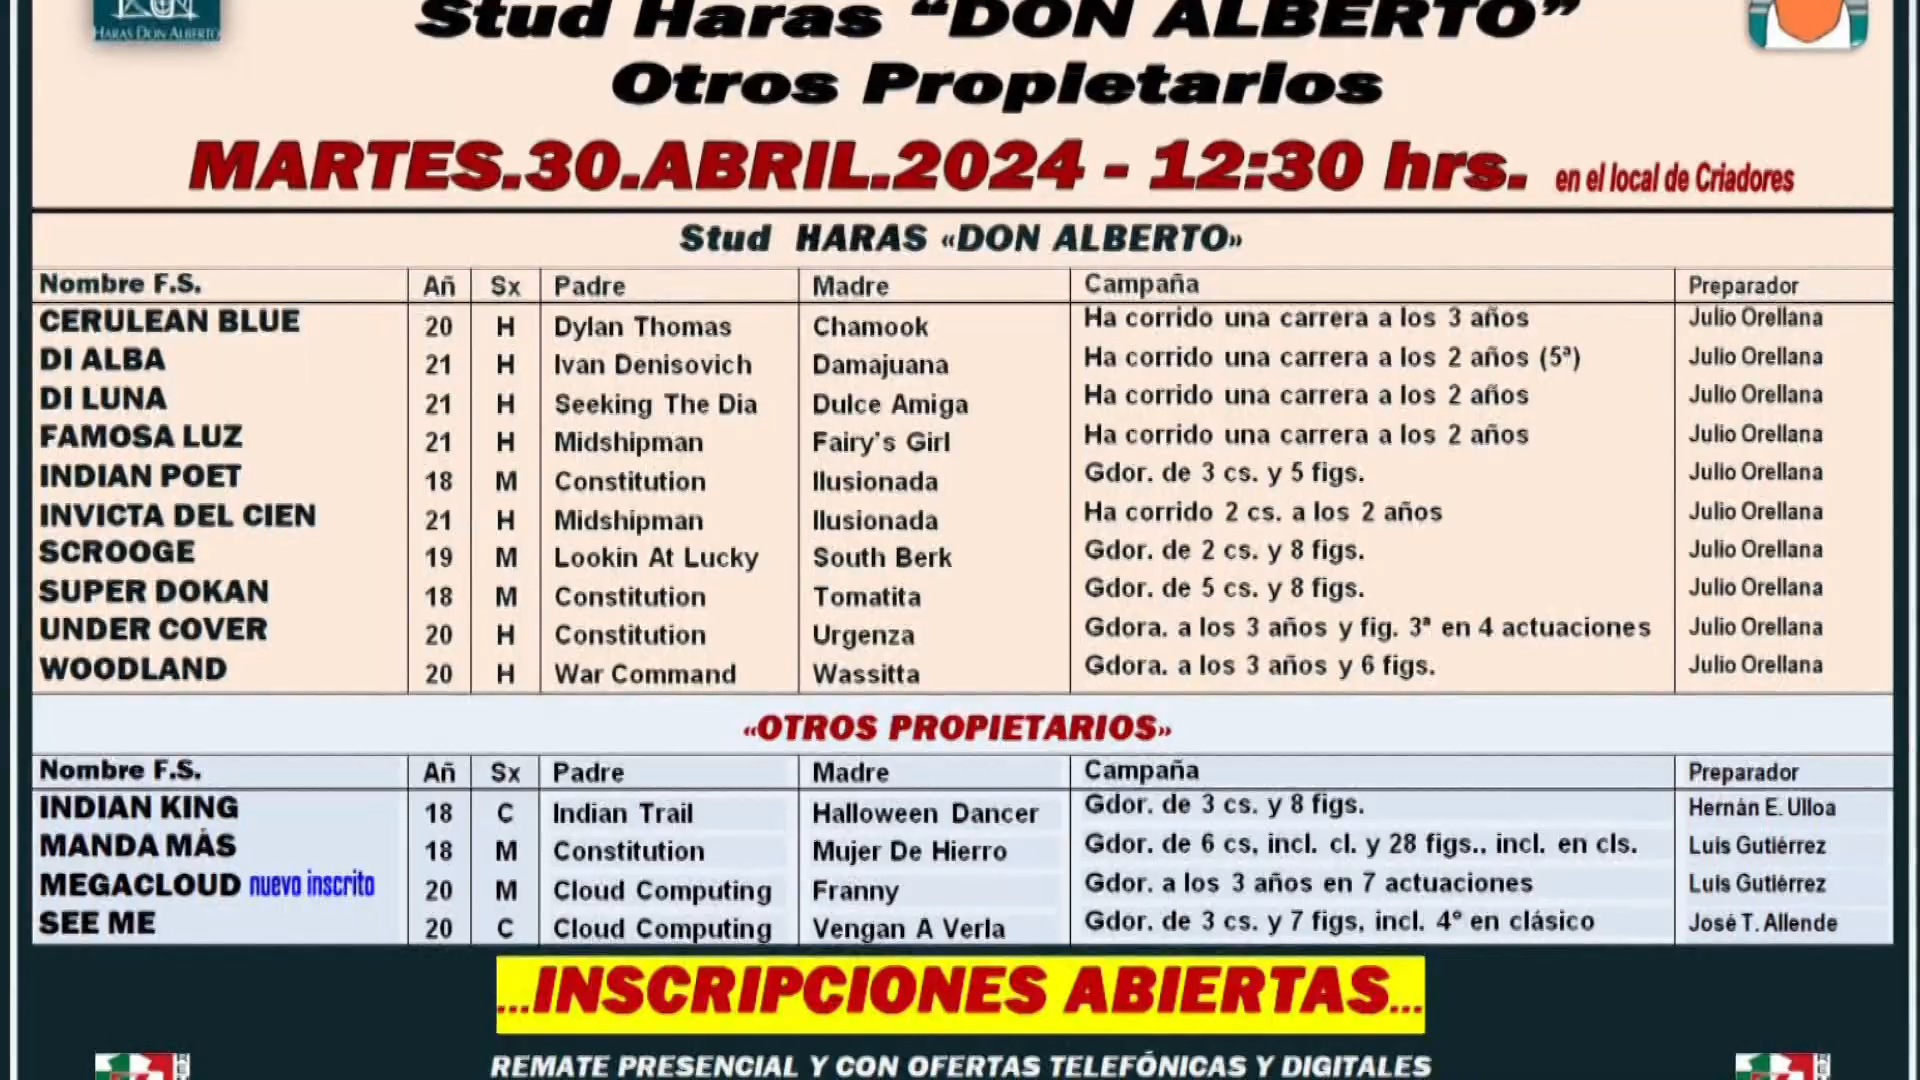 HARAS DON ALBERTO
Stud Haras “DON ALBERTO”
Otros Propietarios
MARTES.30.ABRIL.2024 - 12:30 hrs. en el local de Criadores
Stud HARAS «DON ALBERTO»
Nombre F.S. Añ Sx Padre Madre Campaña Preparador
CERULEAN BLUE 20 H Dylan Thomas Chamook Ha corrido una carrera a los 3 años Julio Orellana
DI ALBA 21 H Ivan Denisovich Damajuana Ha corrido una carrera a los 2 años (5ª) Julio Orellana
DI LUNA 21 H Seeking The Dia Dulce Amiga Ha corrido una carrera a los 2 años Julio Orellana
FAMOSA LUZ 21 H Midshipman Fairy's Girl Ha corrido una carrera a los 2 años Julio Orellana
INDIAN POET 18 M Constitution Ilusionada Gdor. de 3 cs. y 5 figs. Julio Orellana
INVICTA DEL CIEN 21 H Midshipman Ilusionada Ha corrido 2 cs. a los 2 años Julio Orellana
SCROOGE 19 M Lookin At Lucky South Berk Gdor. de 2 cs. y 8 figs. Julio Orellana
SUPER DOKAN 18 M Constitution Tomatita Gdor. de 5 cs. y 8 figs. Julio Orellana
UNDER COVER 20 H Constitution Urgenza Gdora. a los 3 años y fig. 3ª en 4 actuaciones Julio Orellana
WOODLAND 20 H War Command Wassitta Gdora. a los 3 años y 6 figs. Julio Orellana
«OTROS PROPIETARIOS»
Nombre F.S. Añ Sx Padre Madre Campaña Preparador
INDIAN KING 18 C Indian Trail Halloween Dancer Gdor. de 3 cs. y 8 figs. Hernán E. Ulloa
MANDA MÁS 18 M Constitution Mujer De Hierro Gdor. de 6 cs, incl. cl. y 28 figs., incl. en cls. Luis Gutiérrez
MEGACLOUD nuevo inscrito 20 M Cloud Computing Franny Gdor. a los 3 años en 7 actuaciones Luis Gutiérrez
SEE ME 20 C Cloud Computing Vengan A Verla Gdor. de 3 cs. y 7 figs, incl. 4º en clásico José T. Allende
...INSCRIPCIONES ABIERTAS...
REMATE PRESENCIAL Y CON OFERTAS TELEFÓNICAS Y DIGITALES